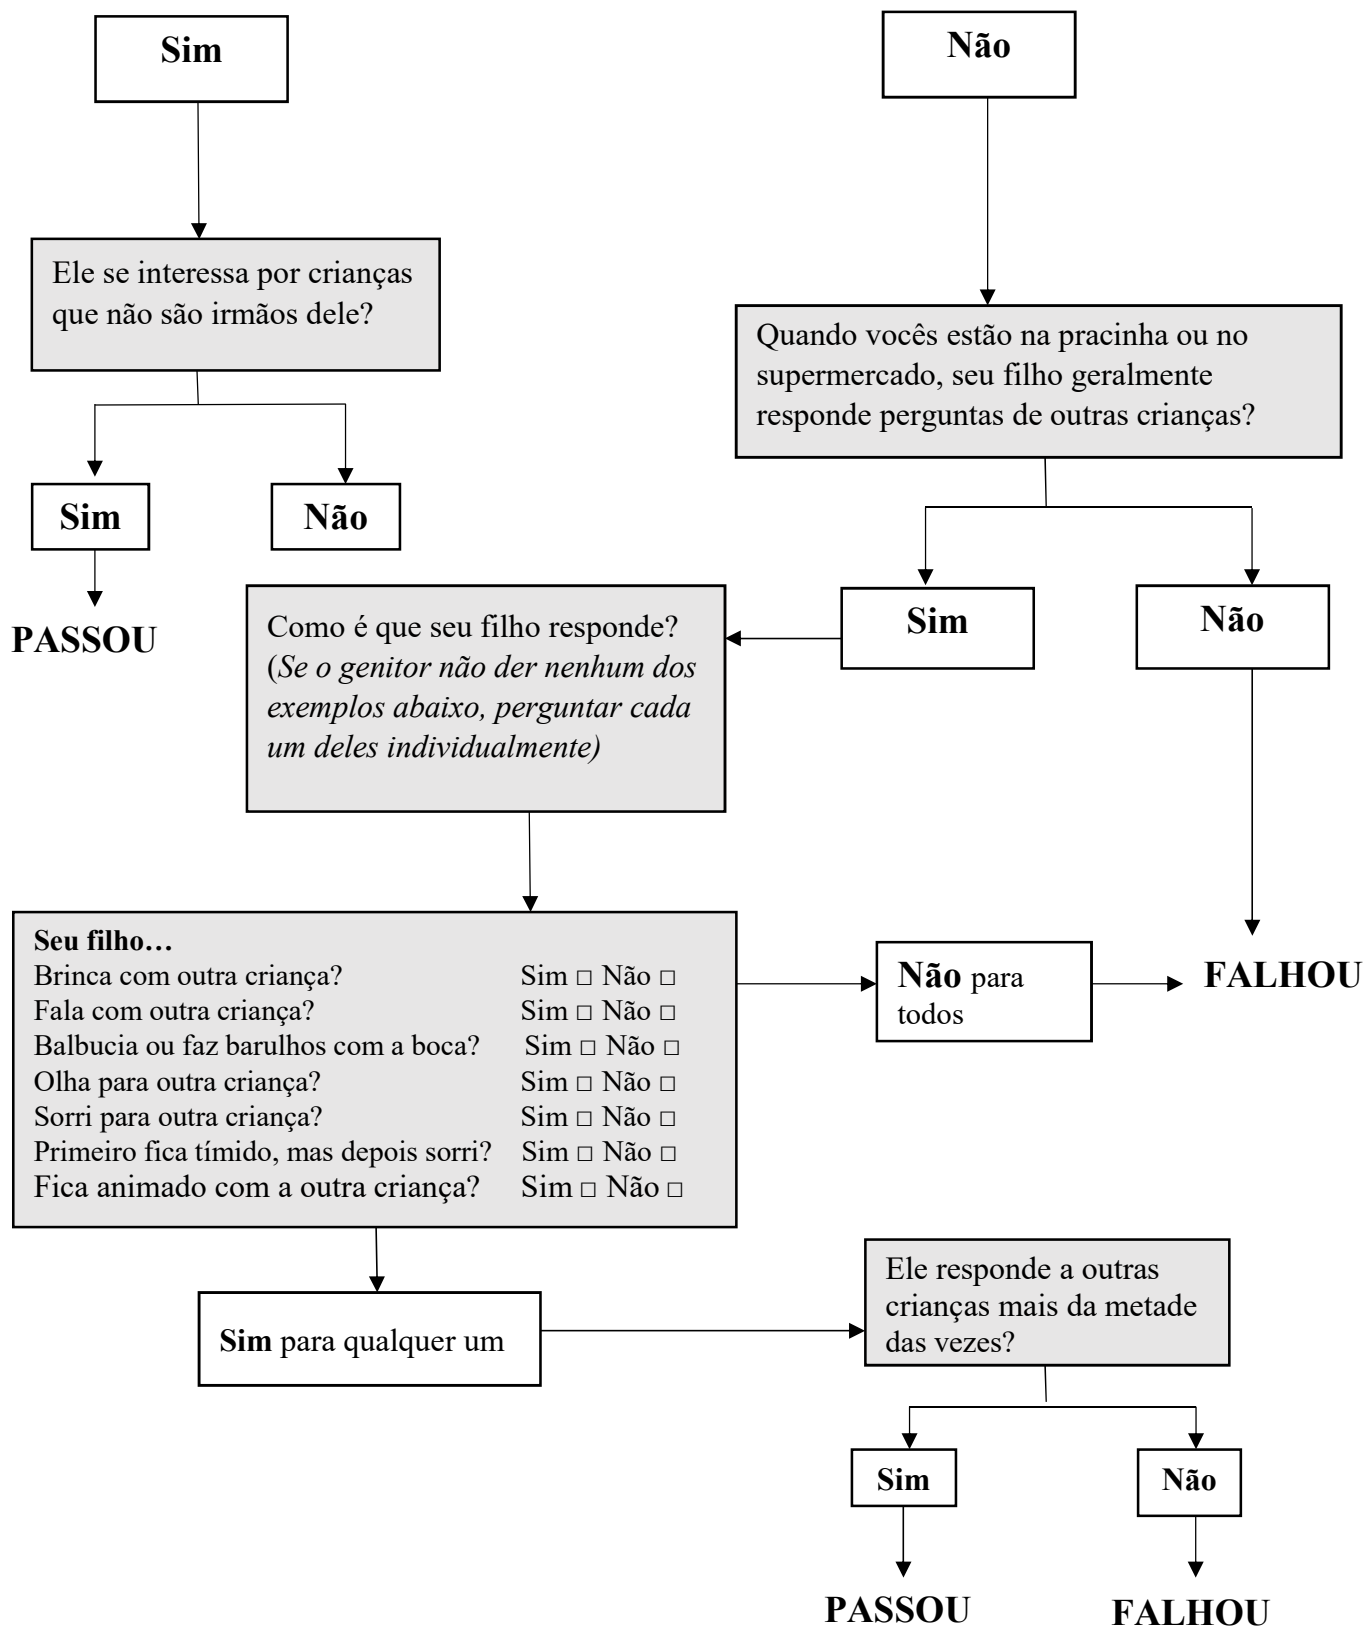 Sim
Não
Ele se interessa por crianças
que não são irmãos dele?
Quando vocês estão na pracinha ou no
supermercado, seu filho geralmente
responde perguntas de outras crianças?
Sim
Não
PASSOU
Sim
Não
Como é que seu filho responde?
(Se o genitor não der nenhum dos
exemplos abaixo, perguntar cada
um deles individualmente)
Seu filho…
Brinca com outra criança? Sim □ Não □
Fala com outra criança? Sim □ Não □
Balbucia ou faz barulhos com a boca? Sim □ Não □
Olha para outra criança? Sim □ Não □
Sorri para outra criança? Sim □ Não □
Primeiro fica tímido, mas depois sorri? Sim □ Não □
Fica animado com a outra criança? Sim □ Não □
Não para
todos
FALHOU
Sim para qualquer um
Ele responde a outras
crianças mais da metade
das vezes?
Sim
Não
PASSOU
FALHOU